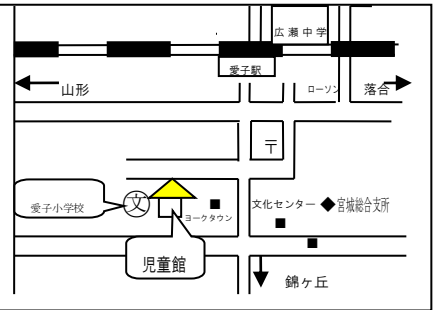 広瀬中学
愛子駅
山形
ローソン
落合
〒
愛子小学校
文
ヨークタウン
文化センター
宮城総合支所
児童館
錦ヶ丘